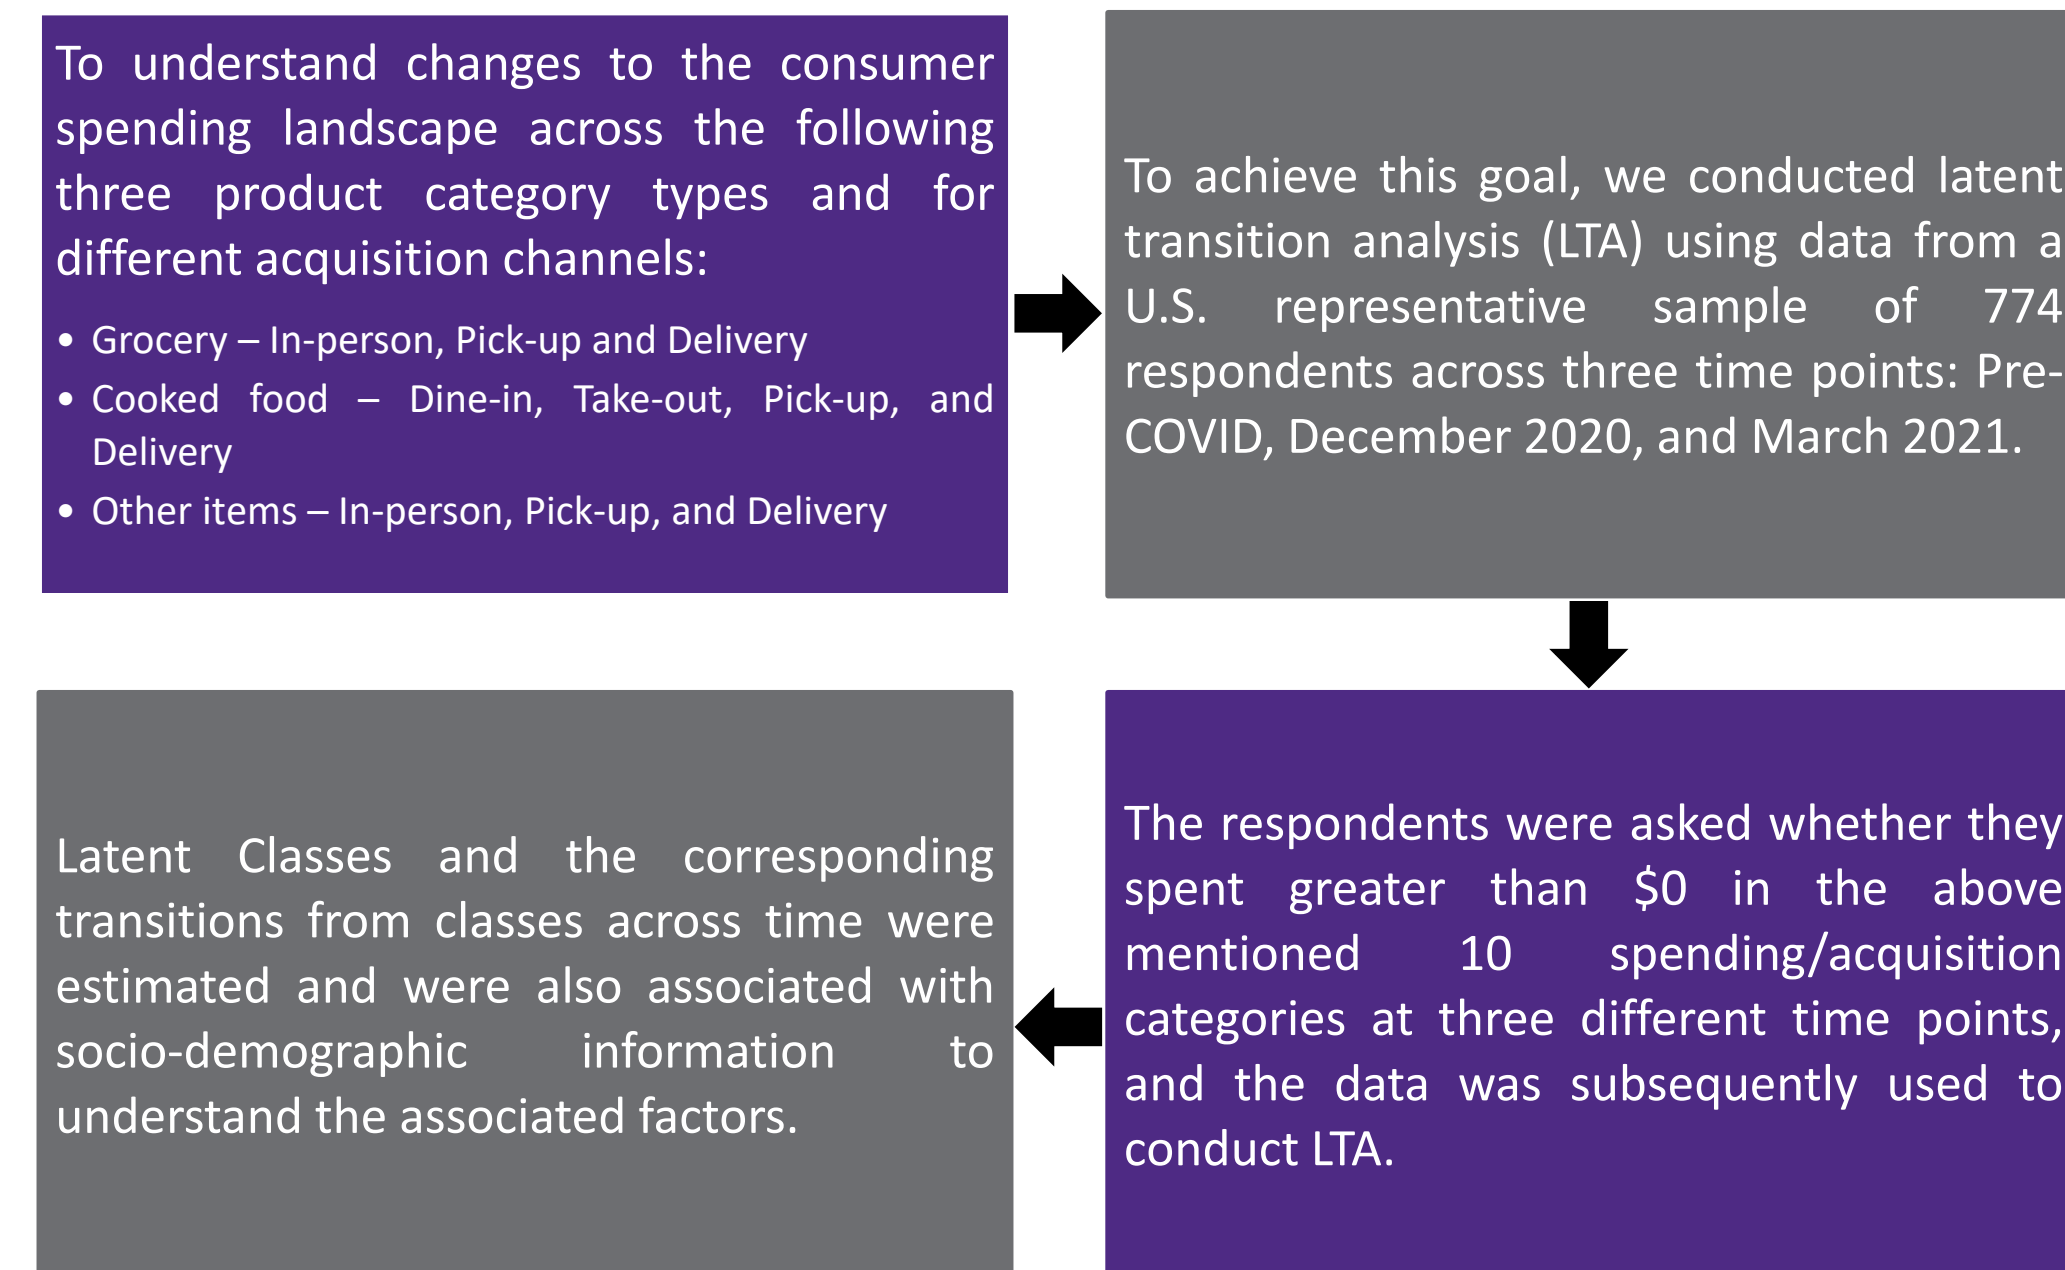 To understand changes to the consumer
spending landscape across the following
three product category types and for
different acquisition channels:
• Grocery – In-person, Pick-up and Delivery
• Cooked food – Dine-in, Take-out, Pick-up, and
Delivery
• Other items – In-person, Pick-up, and Delivery
To achieve this goal, we conducted latent
transition analysis (LTA) using data from a
U.S. representative sample of 774
respondents across three time points: Pre-
COVID, December 2020, and March 2021.
The respondents were asked whether they
spent greater than $0 in the above
mentioned 10 spending/acquisition
categories at three different time points,
and the data was subsequently used to
conduct LTA.
Latent Classes and the corresponding
transitions from classes across time were
estimated and were also associated with
socio-demographic information to
understand the associated factors.